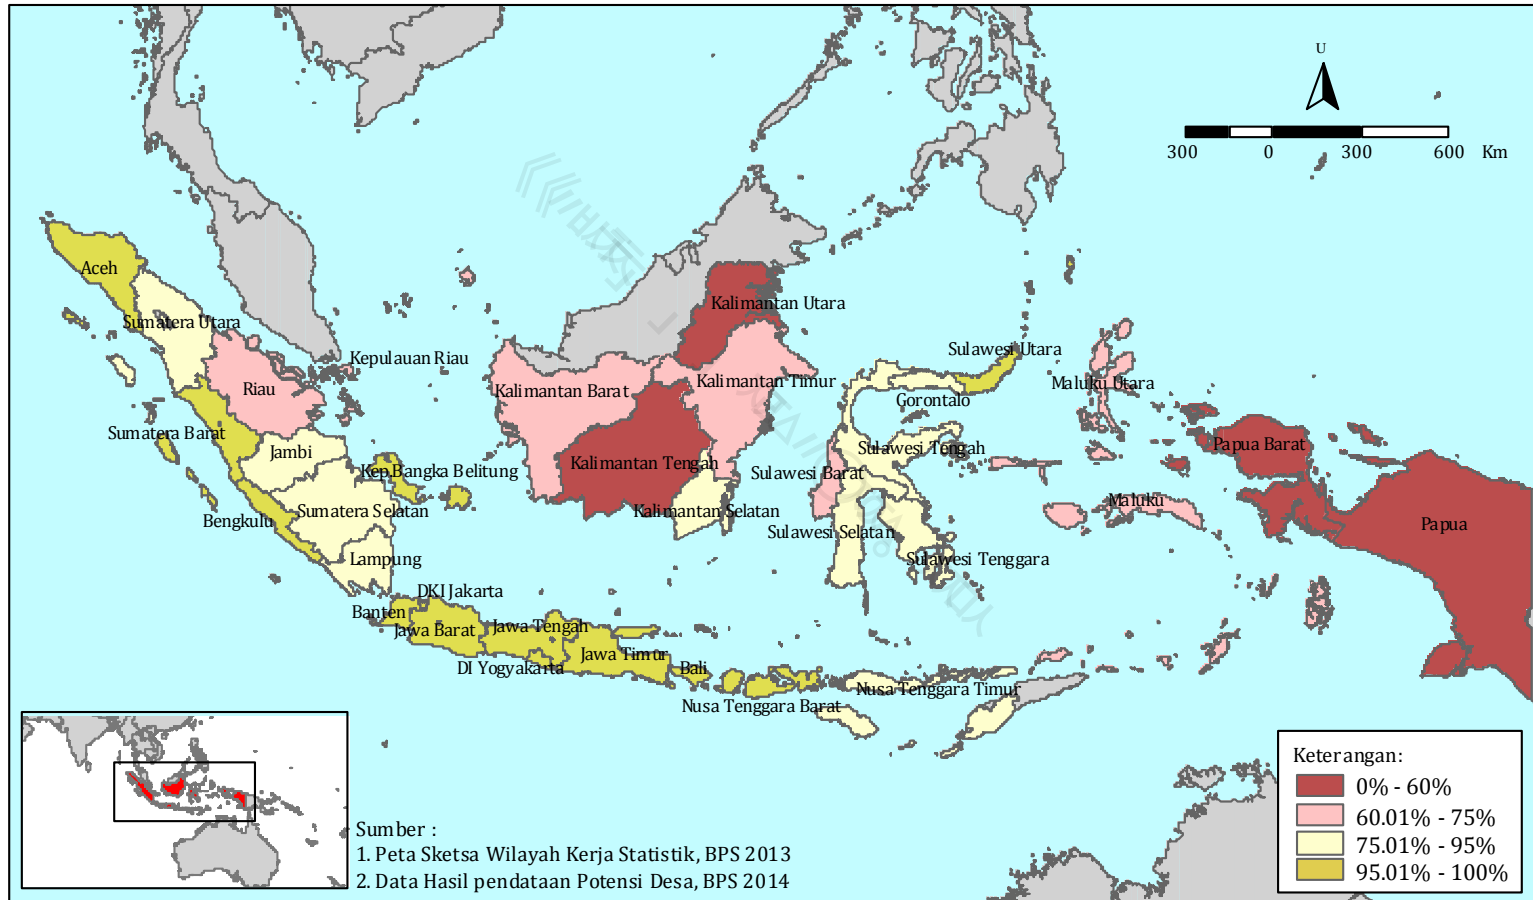 U
300 0 300 600 Km
Aceh
Sumatera Utara
Kalimantan Utara
Kepulauan Riau
Sulawesi Utara
Riau
Kalimantan Barat
Kalimantan Timur
Maluku Utara
Gorontalo
Sumatera Barat
Jambi
Kep.Bangka Belitung
Kalimantan Tengah
Sulawesi Barat
Sulawesi Tengah
Papua Barat
Bengkulu
Sumatera Selatan
Kalimantan Selatan
Sulawesi Selatan
Maluku
Papua
Lampung
Sulawesi Tenggara
DKI Jakarta
Banten
Jawa Barat
Jawa Tengah
DI Yogyakarta
Jawa Timur
Bali
Nusa Tenggara Barat
Nusa Tenggara Timur
Keterangan:
0% - 60%
60.01% - 75%
75.01% - 95%
95.01% - 100%
Sumber :
1. Peta Sketsa Wilayah Kerja Statistik, BPS 2013
2. Data Hasil pendataan Potensi Desa, BPS 2014